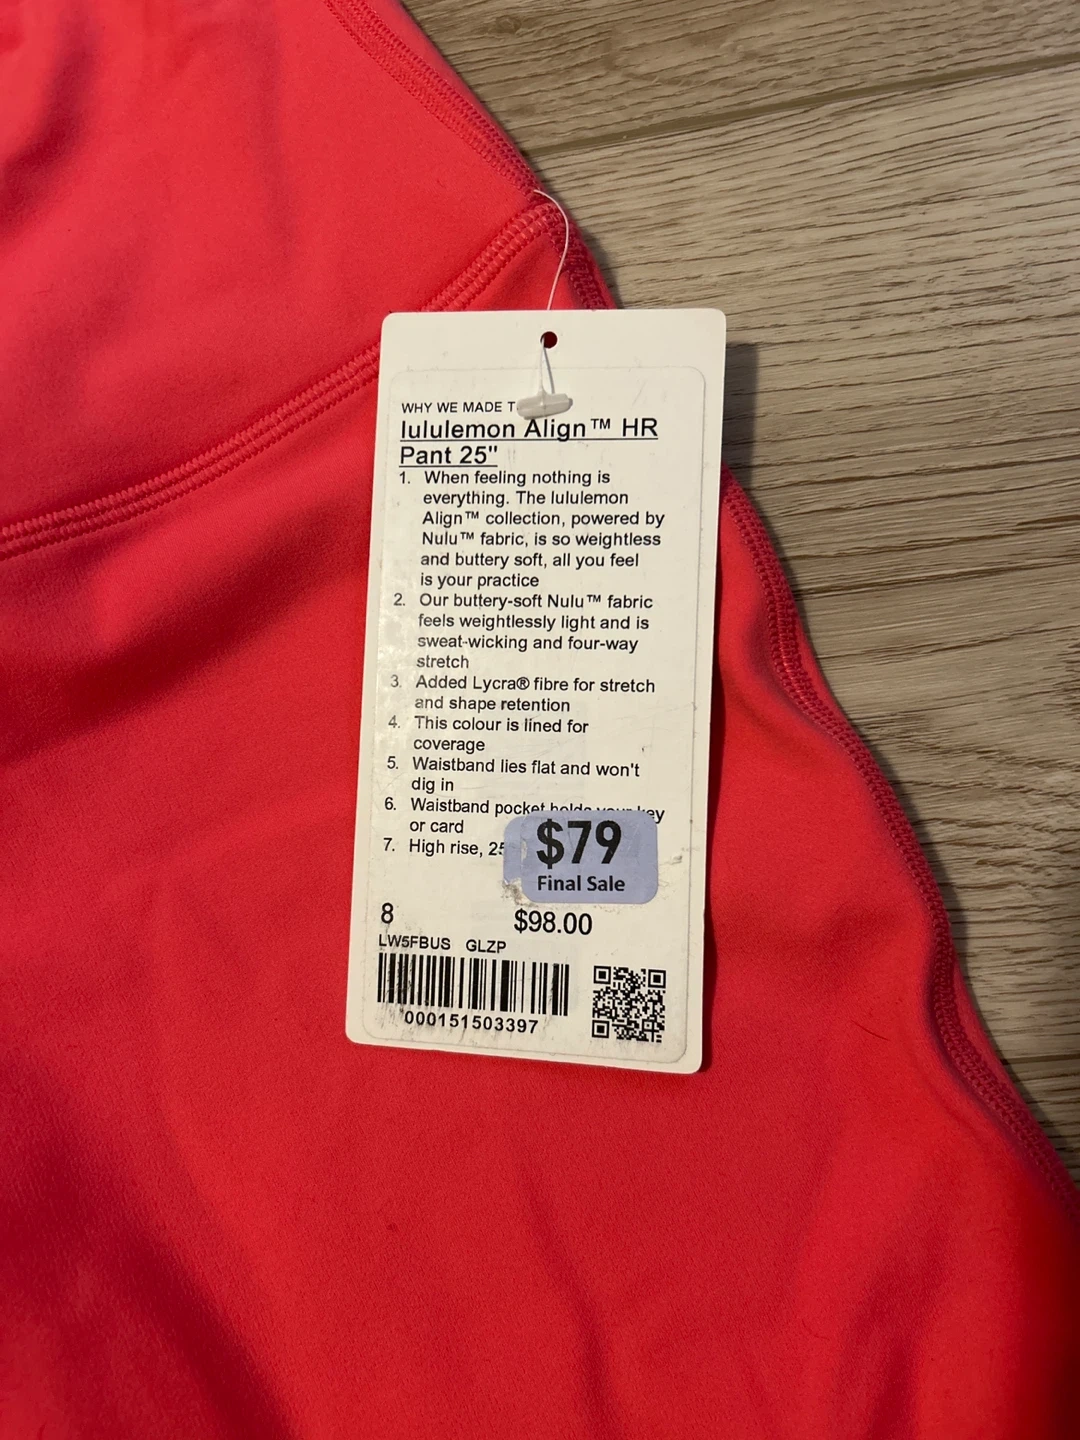 WHY WE MADE T
lululemon Align™ HR
Pant 25"
1. When feeling nothing is
everything. The lululemon
Align™ collection, powered by
Nulu™ fabric, is so weightless
and buttery soft, all you feel
is your practice
2. Our buttery-soft Nulu™ fabric
feels weightlessly light and is
sweat-wicking and four-way
stretch
3. Added Lycra® fibre for stretch
and shape retention
4. This colour is lined for
coverage
5. Waistband lies flat and won't
dig in
6. Waistband pocket holds your key
or card
7. High rise, 25
$79
Final Sale
8 $98.00
LW5FBUS GLZP
000151503397